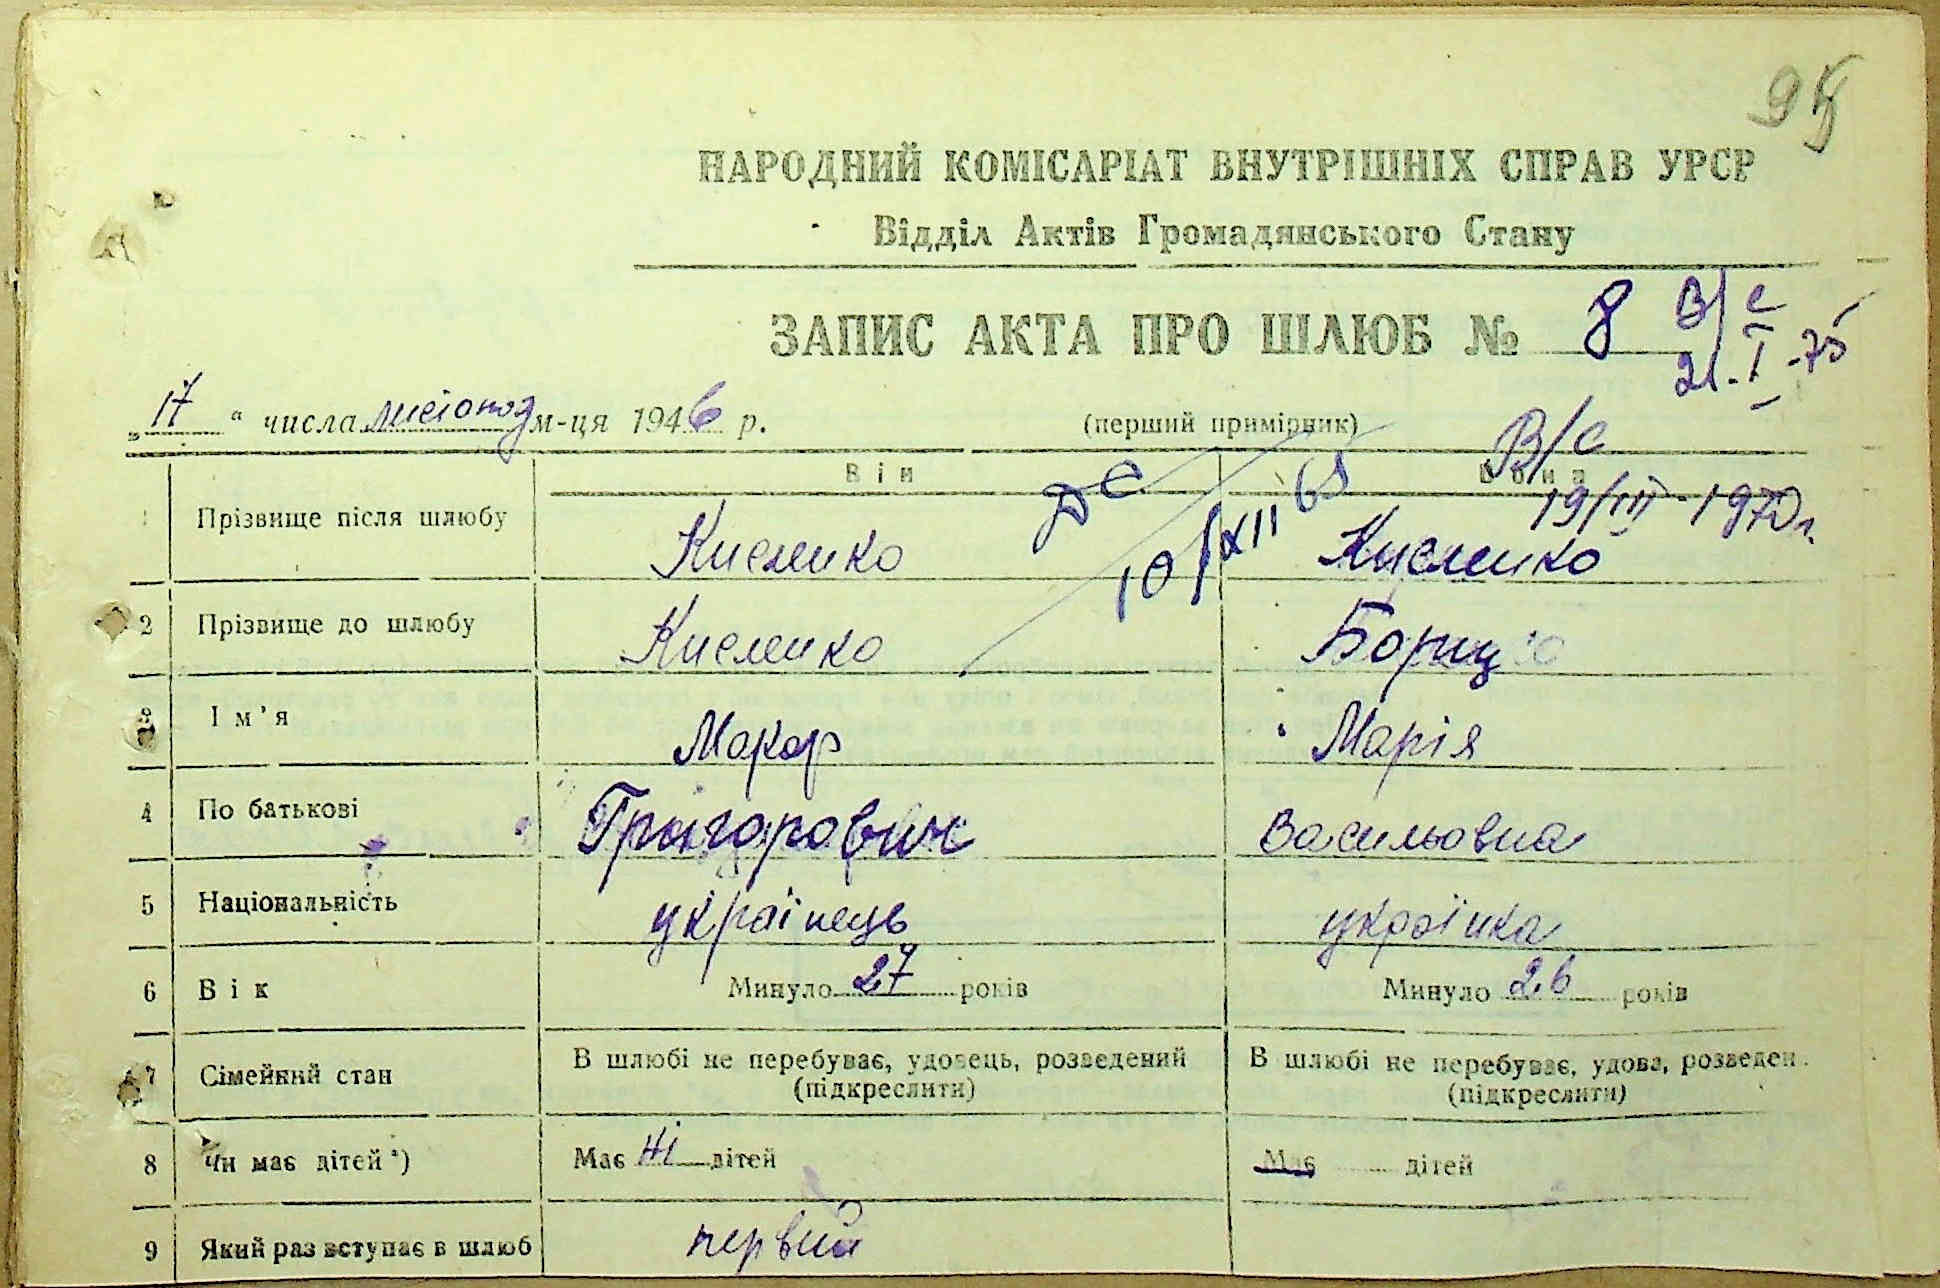 НАРОДНИЙ КОМІСАРІАТ ВНУТРІШНІХ СПРАВ УРСР
Відділ Актів Громадянського Стану
ЗАПИС АКТА ПРО ШЛЮБ № 8 В/с
21-I-75
„17“ числа листопад м-ця 1946 р. (перший примірник) В/с
Він Вона
10/XII 65 19/III-1970 г.
1 Прізвище після шлюбу Кисленко Кисленко
2 Прізвище до шлюбу Кисленко Борщ
3 Ім'я Макар Марія
4 По батькові Григорович Васильовна
5 Національність українець українка
6 Вік Минуло 27 років Минуло 26 років
7 Сімейний стан В шлюбі не перебуває, удовець, розведений В шлюбі не перебуває, удова, розведен.
(підкреслити) (підкреслити)
8 Чи має дітей*) Має ні дітей Має дітей
9 Який раз вступає в шлюб первий